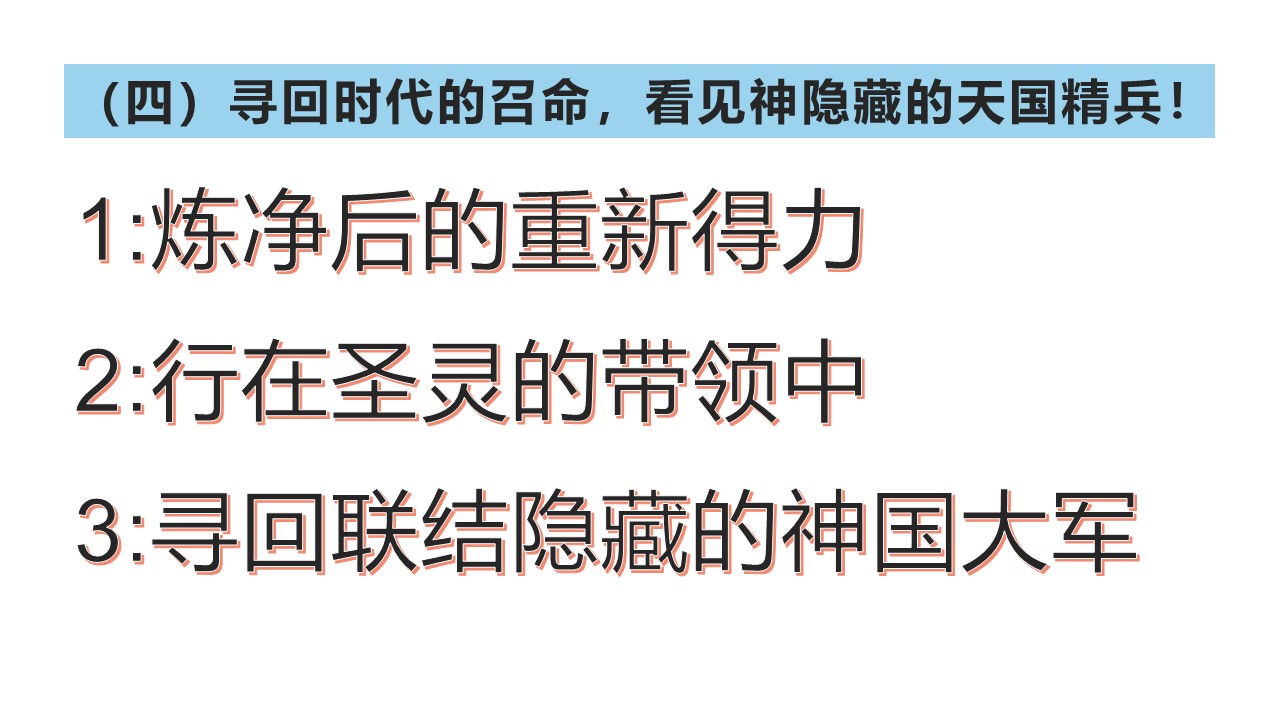 （四）寻回时代的召命，看见神隐藏的天国精兵！
1:炼净后的重新得力
2:行在圣灵的带领中
3:寻回联结隐藏的神国大军